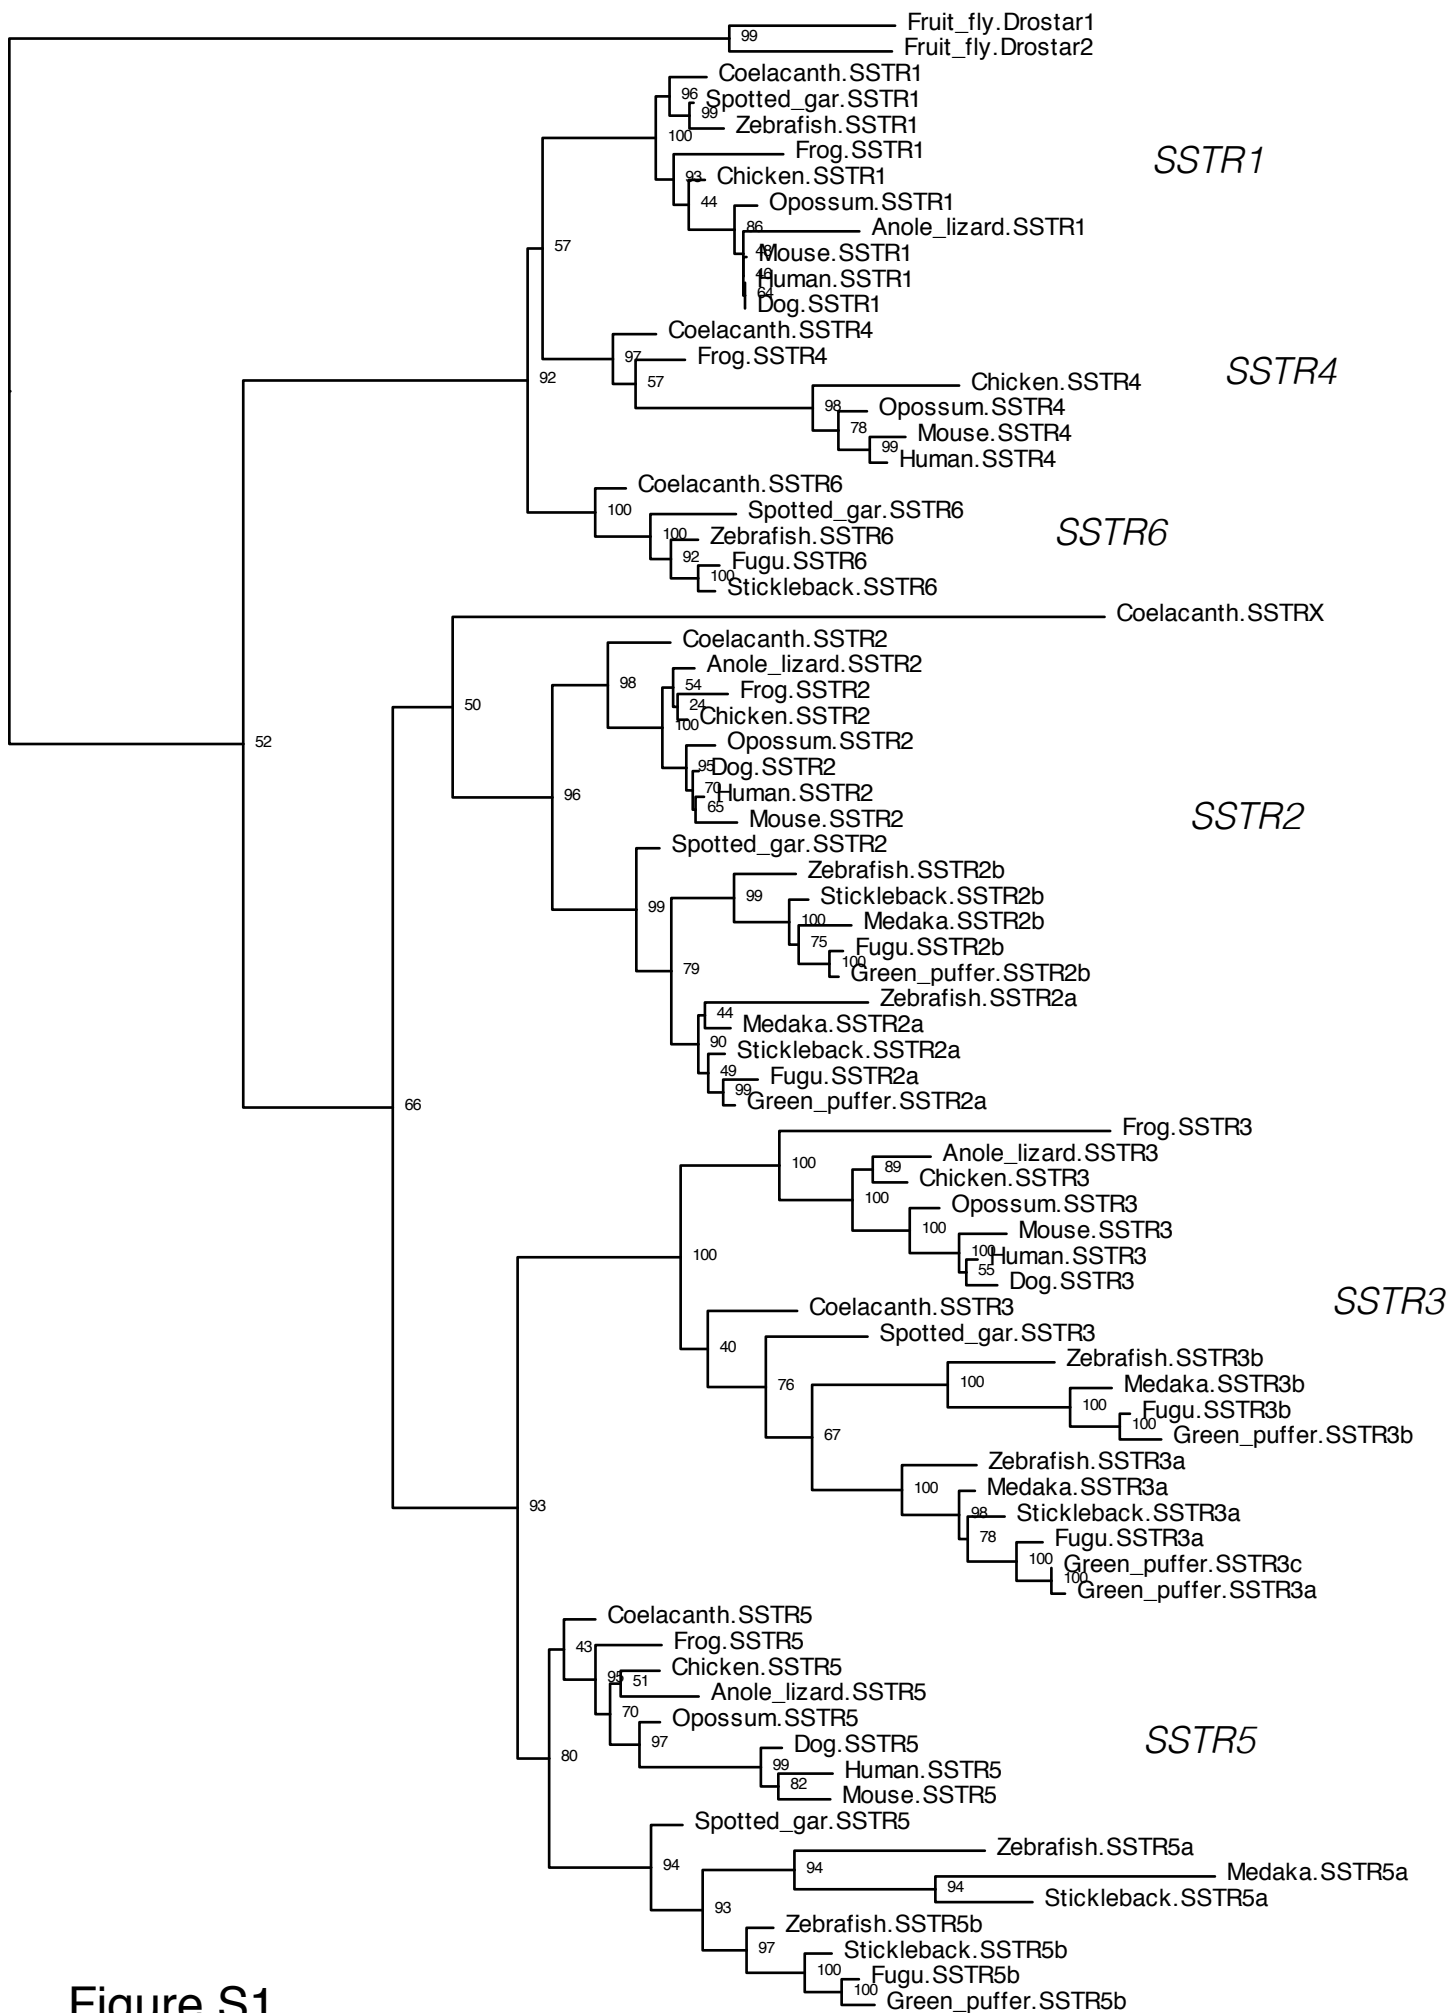 Fruit_fly.Drostar1
99
Fruit_fly.Drostar2
Coelacanth.SSTR1
96
Spotted_gar.SSTR1
99
Zebrafish.SSTR1
100
Frog.SSTR1
SSTR1
93
Chicken.SSTR1
44
Opossum.SSTR1
86
Anole_lizard.SSTR1
57
48
Mouse.SSTR1
46
Human.SSTR1
64
Dog.SSTR1
Coelacanth.SSTR4
97
Frog.SSTR4
SSTR4
92
57
Chicken.SSTR4
98
Opossum.SSTR4
78
Mouse.SSTR4
99
Human.SSTR4
Coelacanth.SSTR6
100
Spotted_gar.SSTR6
SSTR6
100
Zebrafish.SSTR6
92
Fugu.SSTR6
100
Stickleback.SSTR6
Coelacanth.SSTRX
Coelacanth.SSTR2
Anole_lizard.SSTR2
98
54
Frog.SSTR2
50
24
Chicken.SSTR2
100
52
Opossum.SSTR2
95
Dog.SSTR2
96
70
Human.SSTR2
65
Mouse.SSTR2
SSTR2
Spotted_gar.SSTR2
Zebrafish.SSTR2b
99
Stickleback.SSTR2b
99
100
Medaka.SSTR2b
75
Fugu.SSTR2b
100
Green_puffer.SSTR2b
79
Zebrafish.SSTR2a
44
Medaka.SSTR2a
90
Stickleback.SSTR2a
49
Fugu.SSTR2a
99
Green_puffer.SSTR2a
66
Frog.SSTR3
100
Anole_lizard.SSTR3
89
Chicken.SSTR3
100
Opossum.SSTR3
100
Mouse.SSTR3
100
100
Human.SSTR3
55
Dog.SSTR3
SSTR3
Coelacanth.SSTR3
Spotted_gar.SSTR3
40
Zebrafish.SSTR3b
76
100
Medaka.SSTR3b
100
Fugu.SSTR3b
100
Green_puffer.SSTR3b
67
Zebrafish.SSTR3a
100
Medaka.SSTR3a
93
98
Stickleback.SSTR3a
78
Fugu.SSTR3a
100
Green_puffer.SSTR3c
100
Green_puffer.SSTR3a
Coelacanth.SSTR5
43
Frog.SSTR5
95
Chicken.SSTR5
51
Anole_lizard.SSTR5
70
Opossum.SSTR5
97
Dog.SSTR5
SSTR5
80
99
Human.SSTR5
82
Mouse.SSTR5
Spotted_gar.SSTR5
Zebrafish.SSTR5a
94
94
Medaka.SSTR5a
94
Stickleback.SSTR5a
93
Zebrafish.SSTR5b
97
Stickleback.SSTR5b
100
Fugu.SSTR5b
100
Green_puffer.SSTR5b
Figure S1